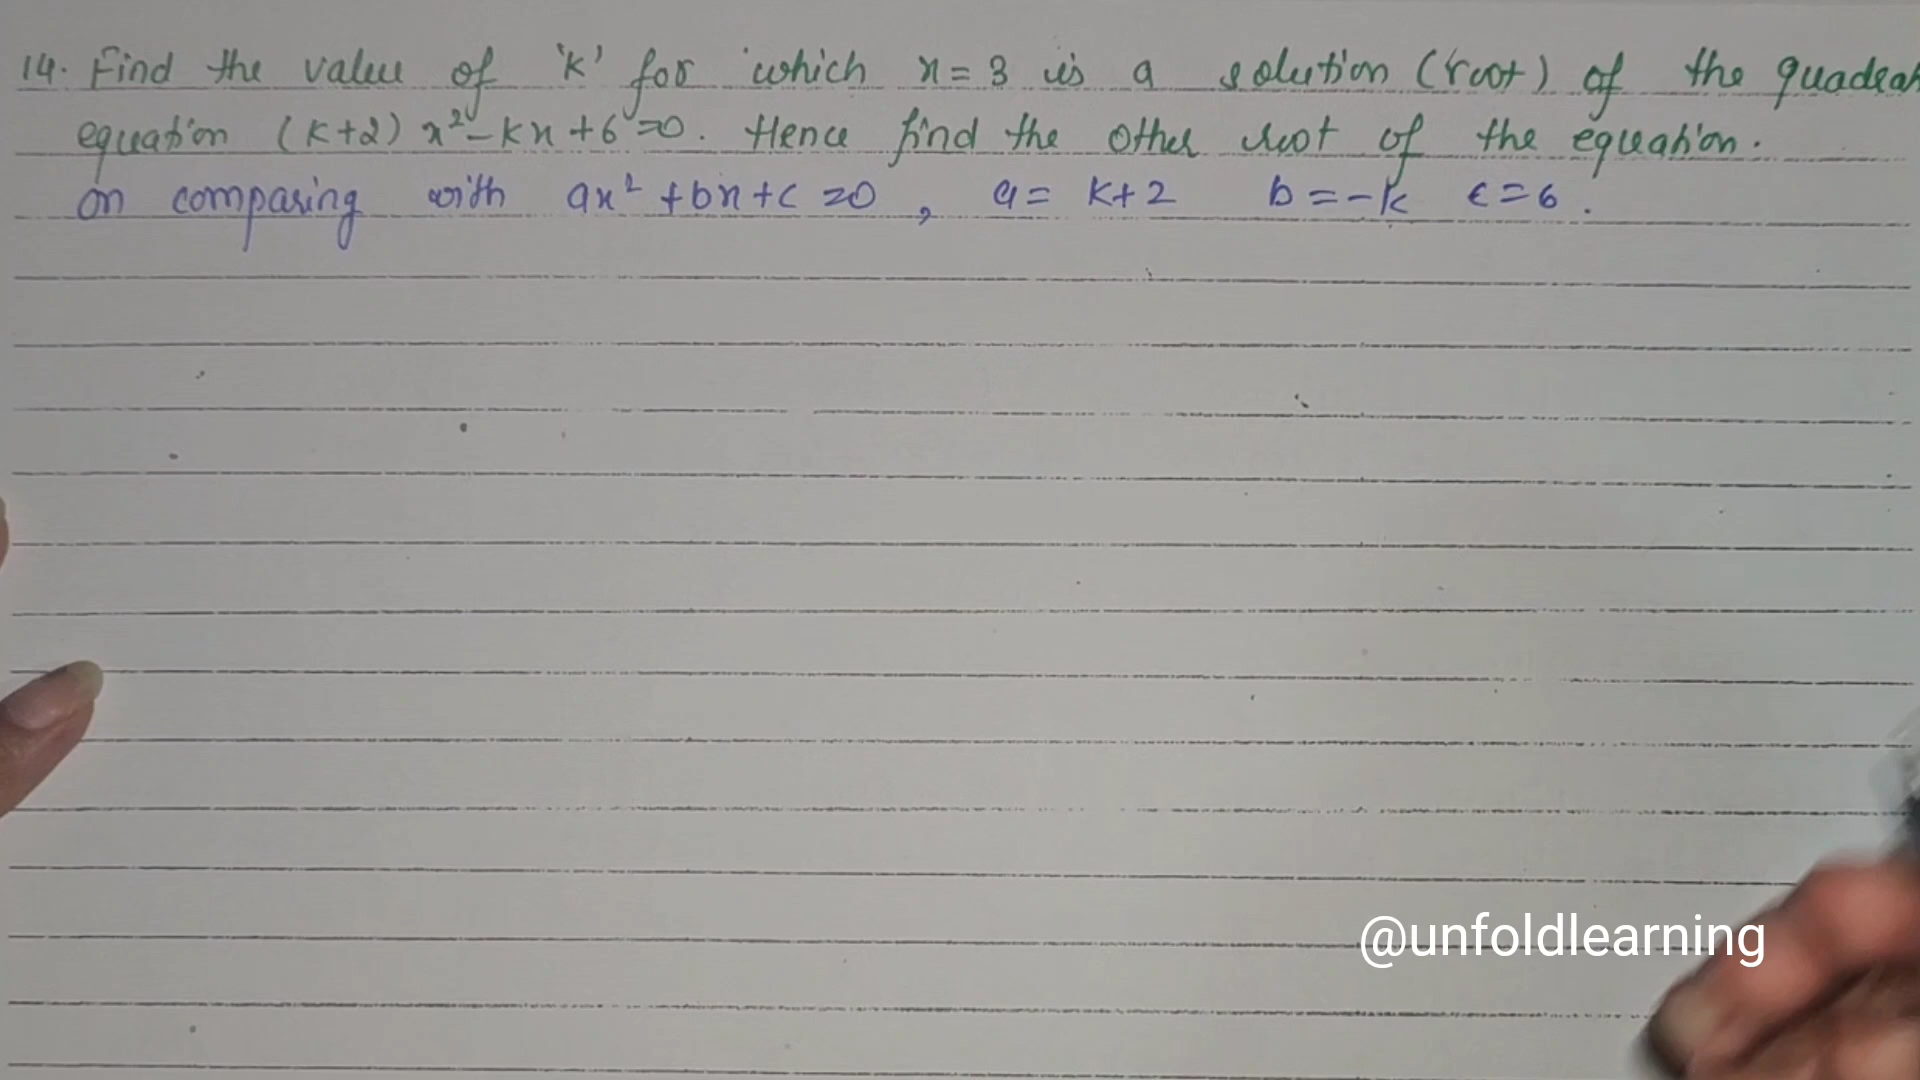 14. Find the value of 'k' for which x = 3 is a solution (root) of the quadrat
equation (k+2) x² - kx + 6 = 0. Hence find the other root of the equation.
on comparing with ax² + bx + c = 0, a = k+2 b = -k c = 6.
@unfoldlearning